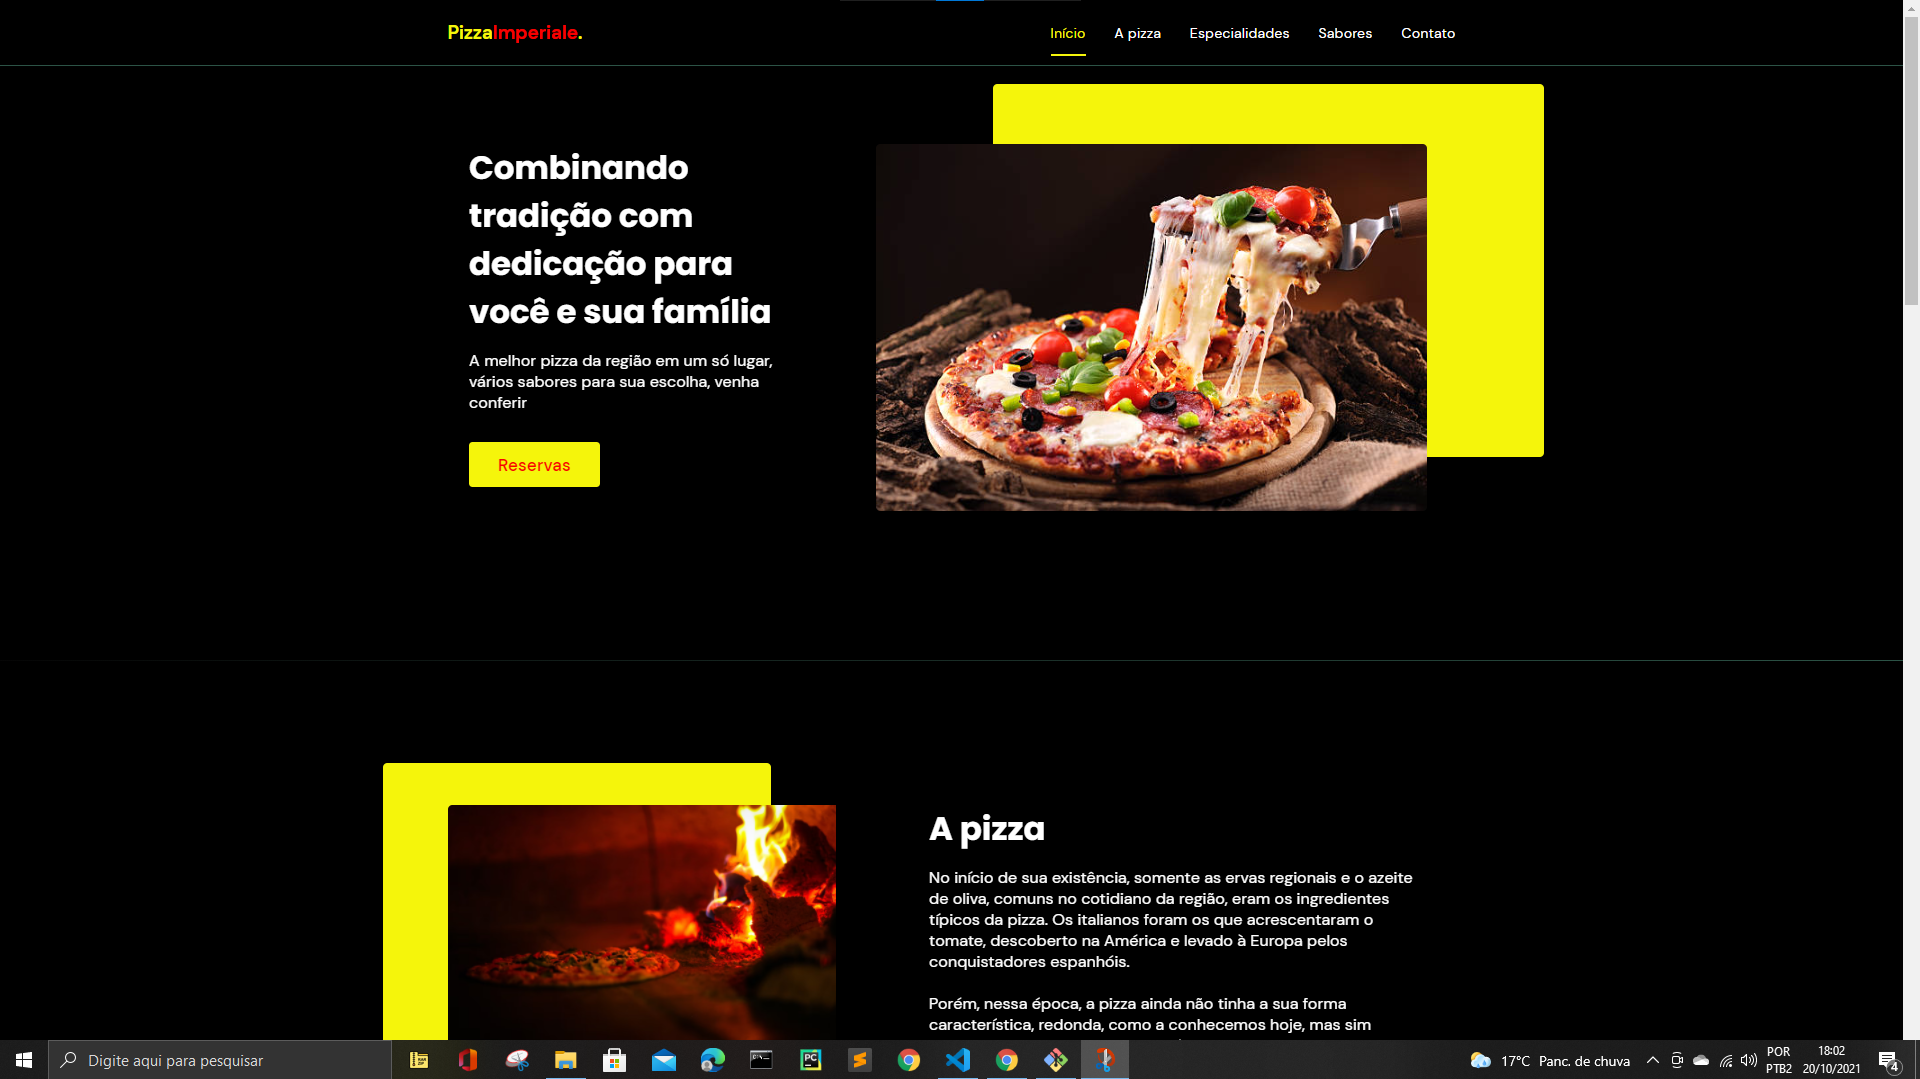 PizzaImperiale.
Início
A pizza
Especialidades
Sabores
Contato
Combinando
tradição com
dedicação para
você e sua família
A melhor pizza da região em um só lugar,
vários sabores para sua escolha, venha
conferir
Reservas
A pizza
No início de sua existência, somente as ervas regionais e o azeite
de oliva, comuns no cotidiano da região, eram os ingredientes
típicos da pizza. Os italianos foram os que acrescentaram o
tomate, descoberto na América e levado à Europa pelos
conquistadores espanhóis.
Porém, nessa época, a pizza ainda não tinha a sua forma
característica, redonda, como a conhecemos hoje, mas sim
Digite aqui para pesquisar
PC
17°C Panc. de chuva
POR
PTB2
18:02
20/10/2021
4